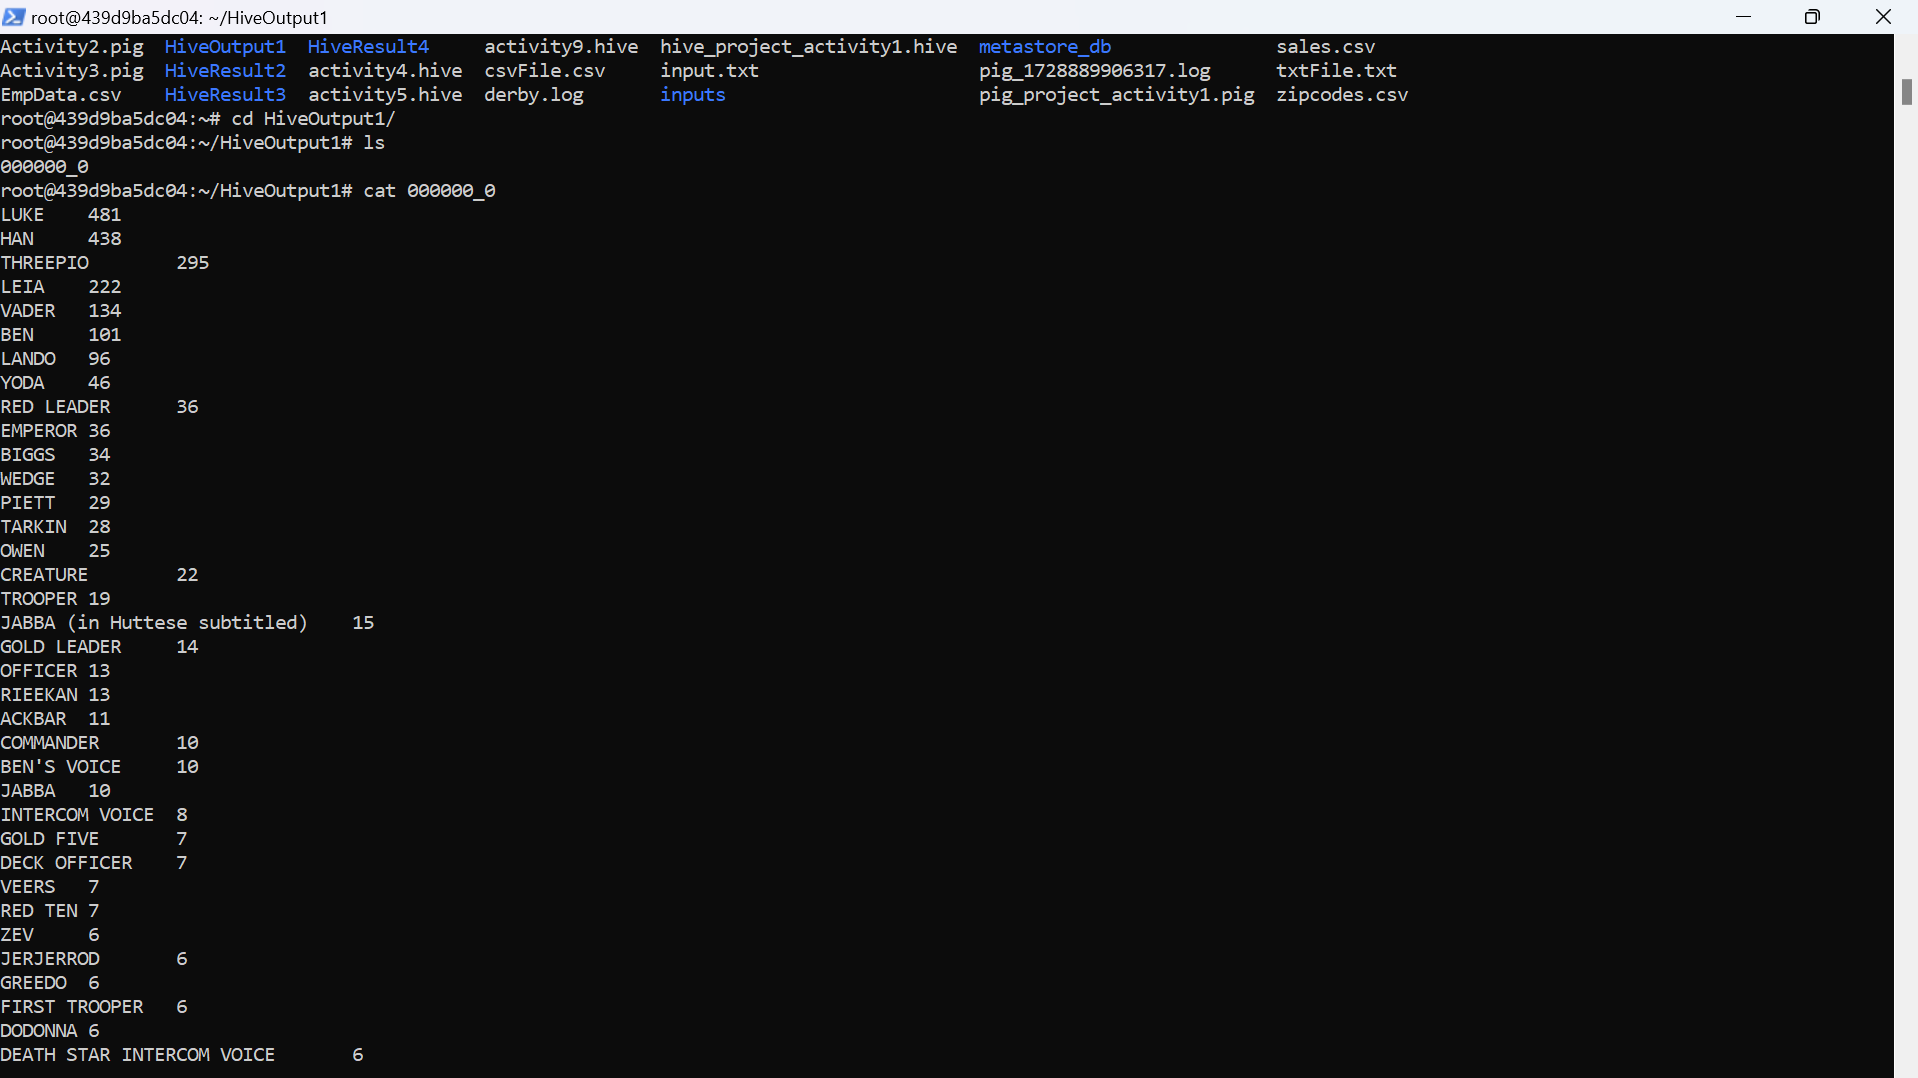 root@439d9ba5dc04: ~/HiveOutput1
Activity2.pig HiveOutput1 HiveResult4 activity9.hive hive_project_activity1.hive metastore_db sales.csv
Activity3.pig HiveResult2 activity4.hive csvFile.csv input.txt pig_1728889906317.log txtFile.txt
EmpData.csv HiveResult3 activity5.hive derby.log inputs pig_project_activity1.pig zipcodes.csv
root@439d9ba5dc04:~# cd HiveOutput1/
root@439d9ba5dc04:~/HiveOutput1# ls
000000_0
root@439d9ba5dc04:~/HiveOutput1# cat 000000_0
LUKE 481
HAN 438
THREEPIO 295
LEIA 222
VADER 134
BEN 101
LANDO 96
YODA 46
RED LEADER 36
EMPEROR 36
BIGGS 34
WEDGE 32
PIETT 29
TARKIN 28
OWEN 25
CREATURE 22
TROOPER 19
JABBA (in Huttese subtitled) 15
GOLD LEADER 14
OFFICER 13
RIEEKAN 13
ACKBAR 11
COMMANDER 10
BEN'S VOICE 10
JABBA 10
INTERCOM VOICE 8
GOLD FIVE 7
DECK OFFICER 7
VEERS 7
RED TEN 7
ZEV 6
JERJERROD 6
GREEDO 6
FIRST TROOPER 6
DODONNA 6
DEATH STAR INTERCOM VOICE 6